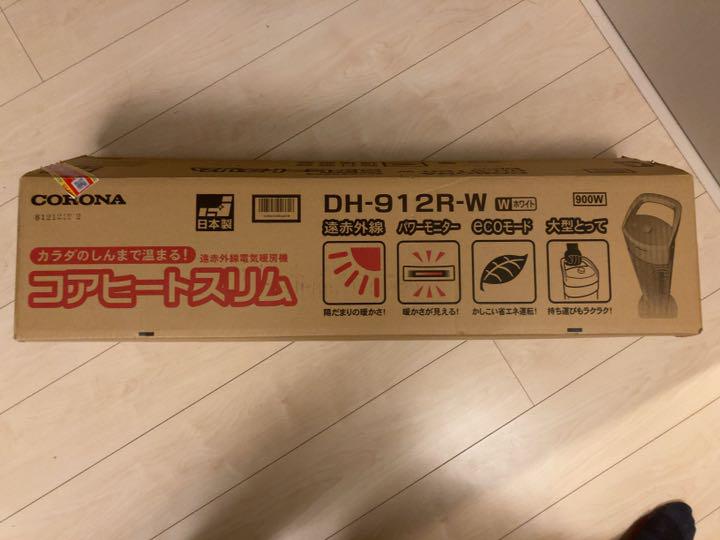 CORONA
日本製
DH-912R-W
W ホワイト
900W
遠赤外線
パワーモニター
ecoモード
大型とって
カラダのしんまで温まる!
遠赤外線電気暖房機
コアヒートスリム
陽だまりの暖かさ!
暖かさが見える!
かしこい省エネ運転!
持ち運びもラクラク!